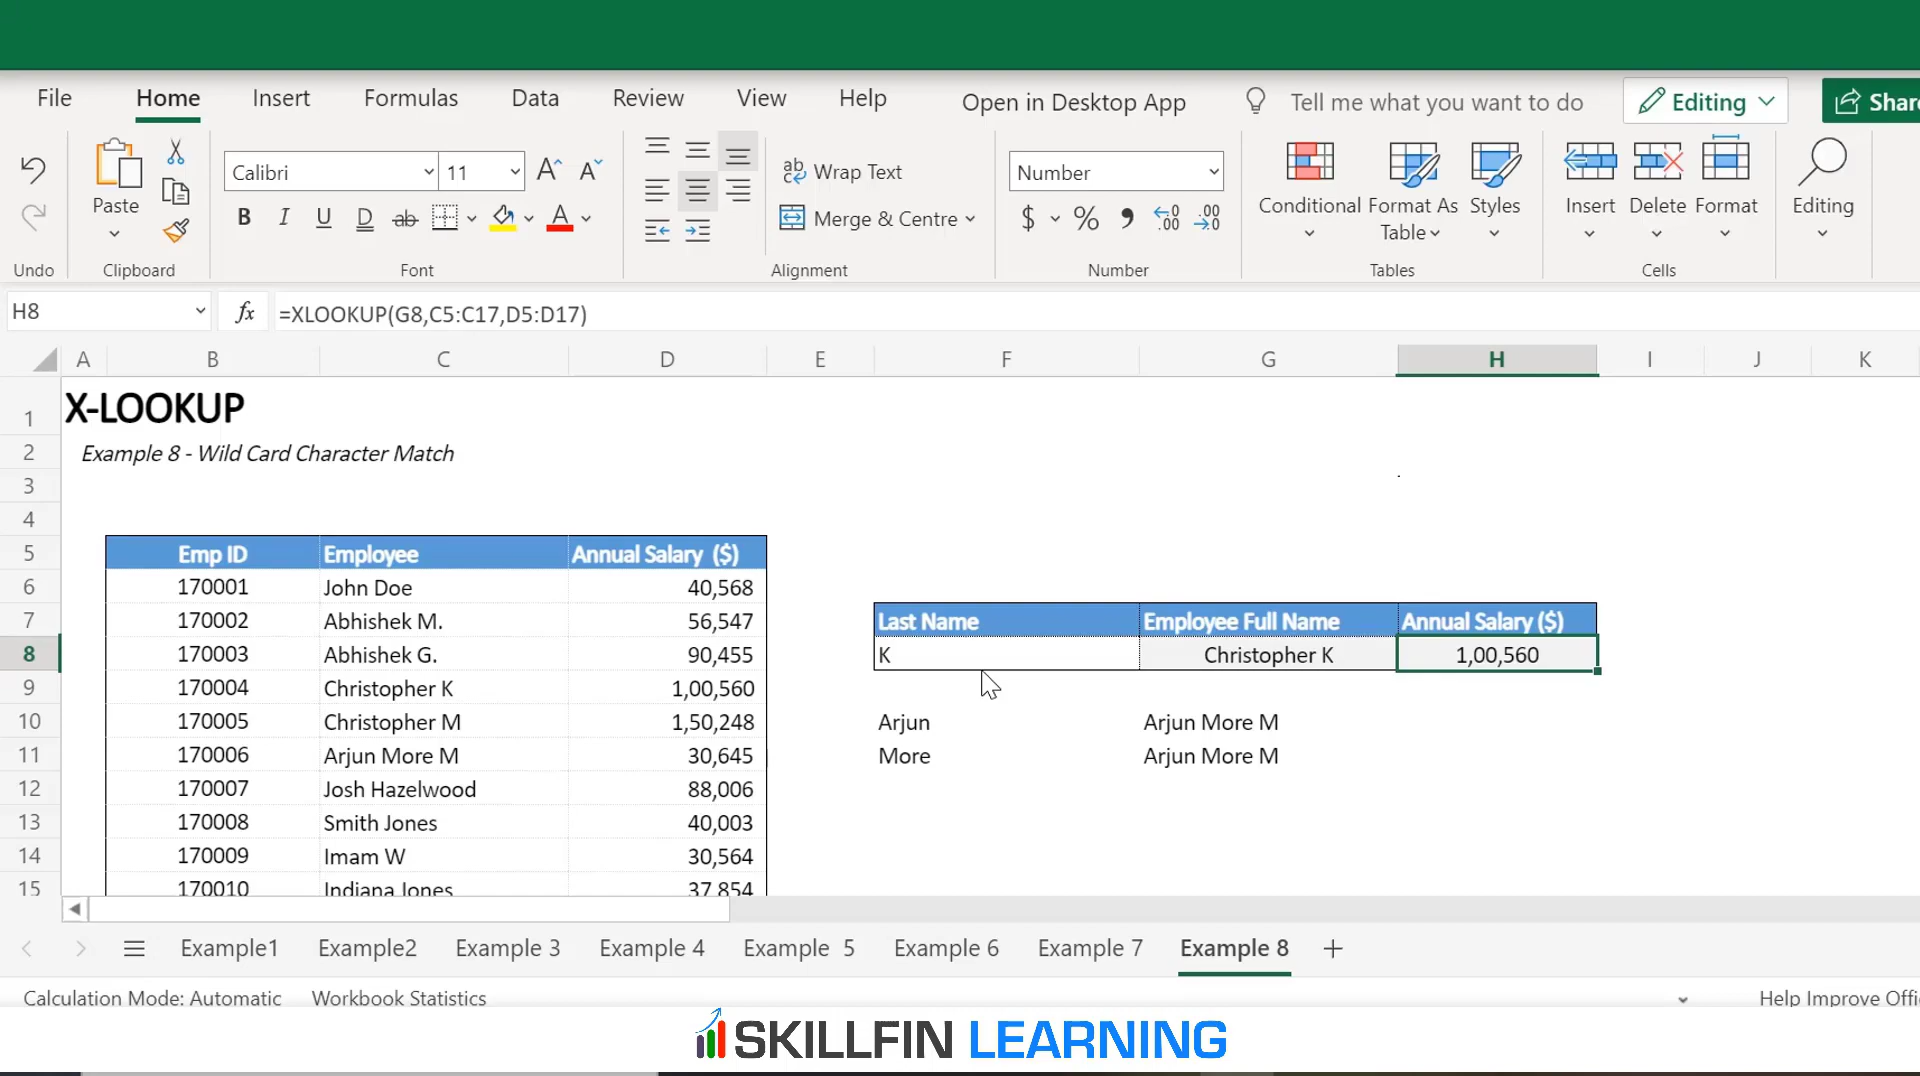 File Home Insert Formulas Data Review View Help Open in Desktop App Tell me what you want to do Editing
Calibri 11 Wrap Text Number
Paste Merge & Centre $ % Conditional Format As Table Styles Insert Delete Format Editing
B I U D ab A
Undo Clipboard Font Alignment Number Tables Cells
H8 fx =XLOOKUP(G8,C5:C17,D5:D17)
A B C D E F G H I J K
1 X-LOOKUP
2 Example 8 - Wild Card Character Match
3
4
5 Emp ID Employee Annual Salary ($)
6 170001 John Doe 40,568
7 170002 Abhishek M. 56,547 Last Name Employee Full Name Annual Salary ($)
8 170003 Abhishek G. 90,455 K Christopher K 1,00,560
9 170004 Christopher K 1,00,560
10 170005 Christopher M 1,50,248 Arjun Arjun More M
11 170006 Arjun More M 30,645 More Arjun More M
12 170007 Josh Hazelwood 88,006
13 170008 Smith Jones 40,003
14 170009 Imam W 30,564
15 170010 Indiana Jones 37,854
Example1 Example2 Example 3 Example 4 Example 5 Example 6 Example 7 Example 8
Calculation Mode: Automatic Workbook Statistics Help Improve
SKILLFIN LEARNING